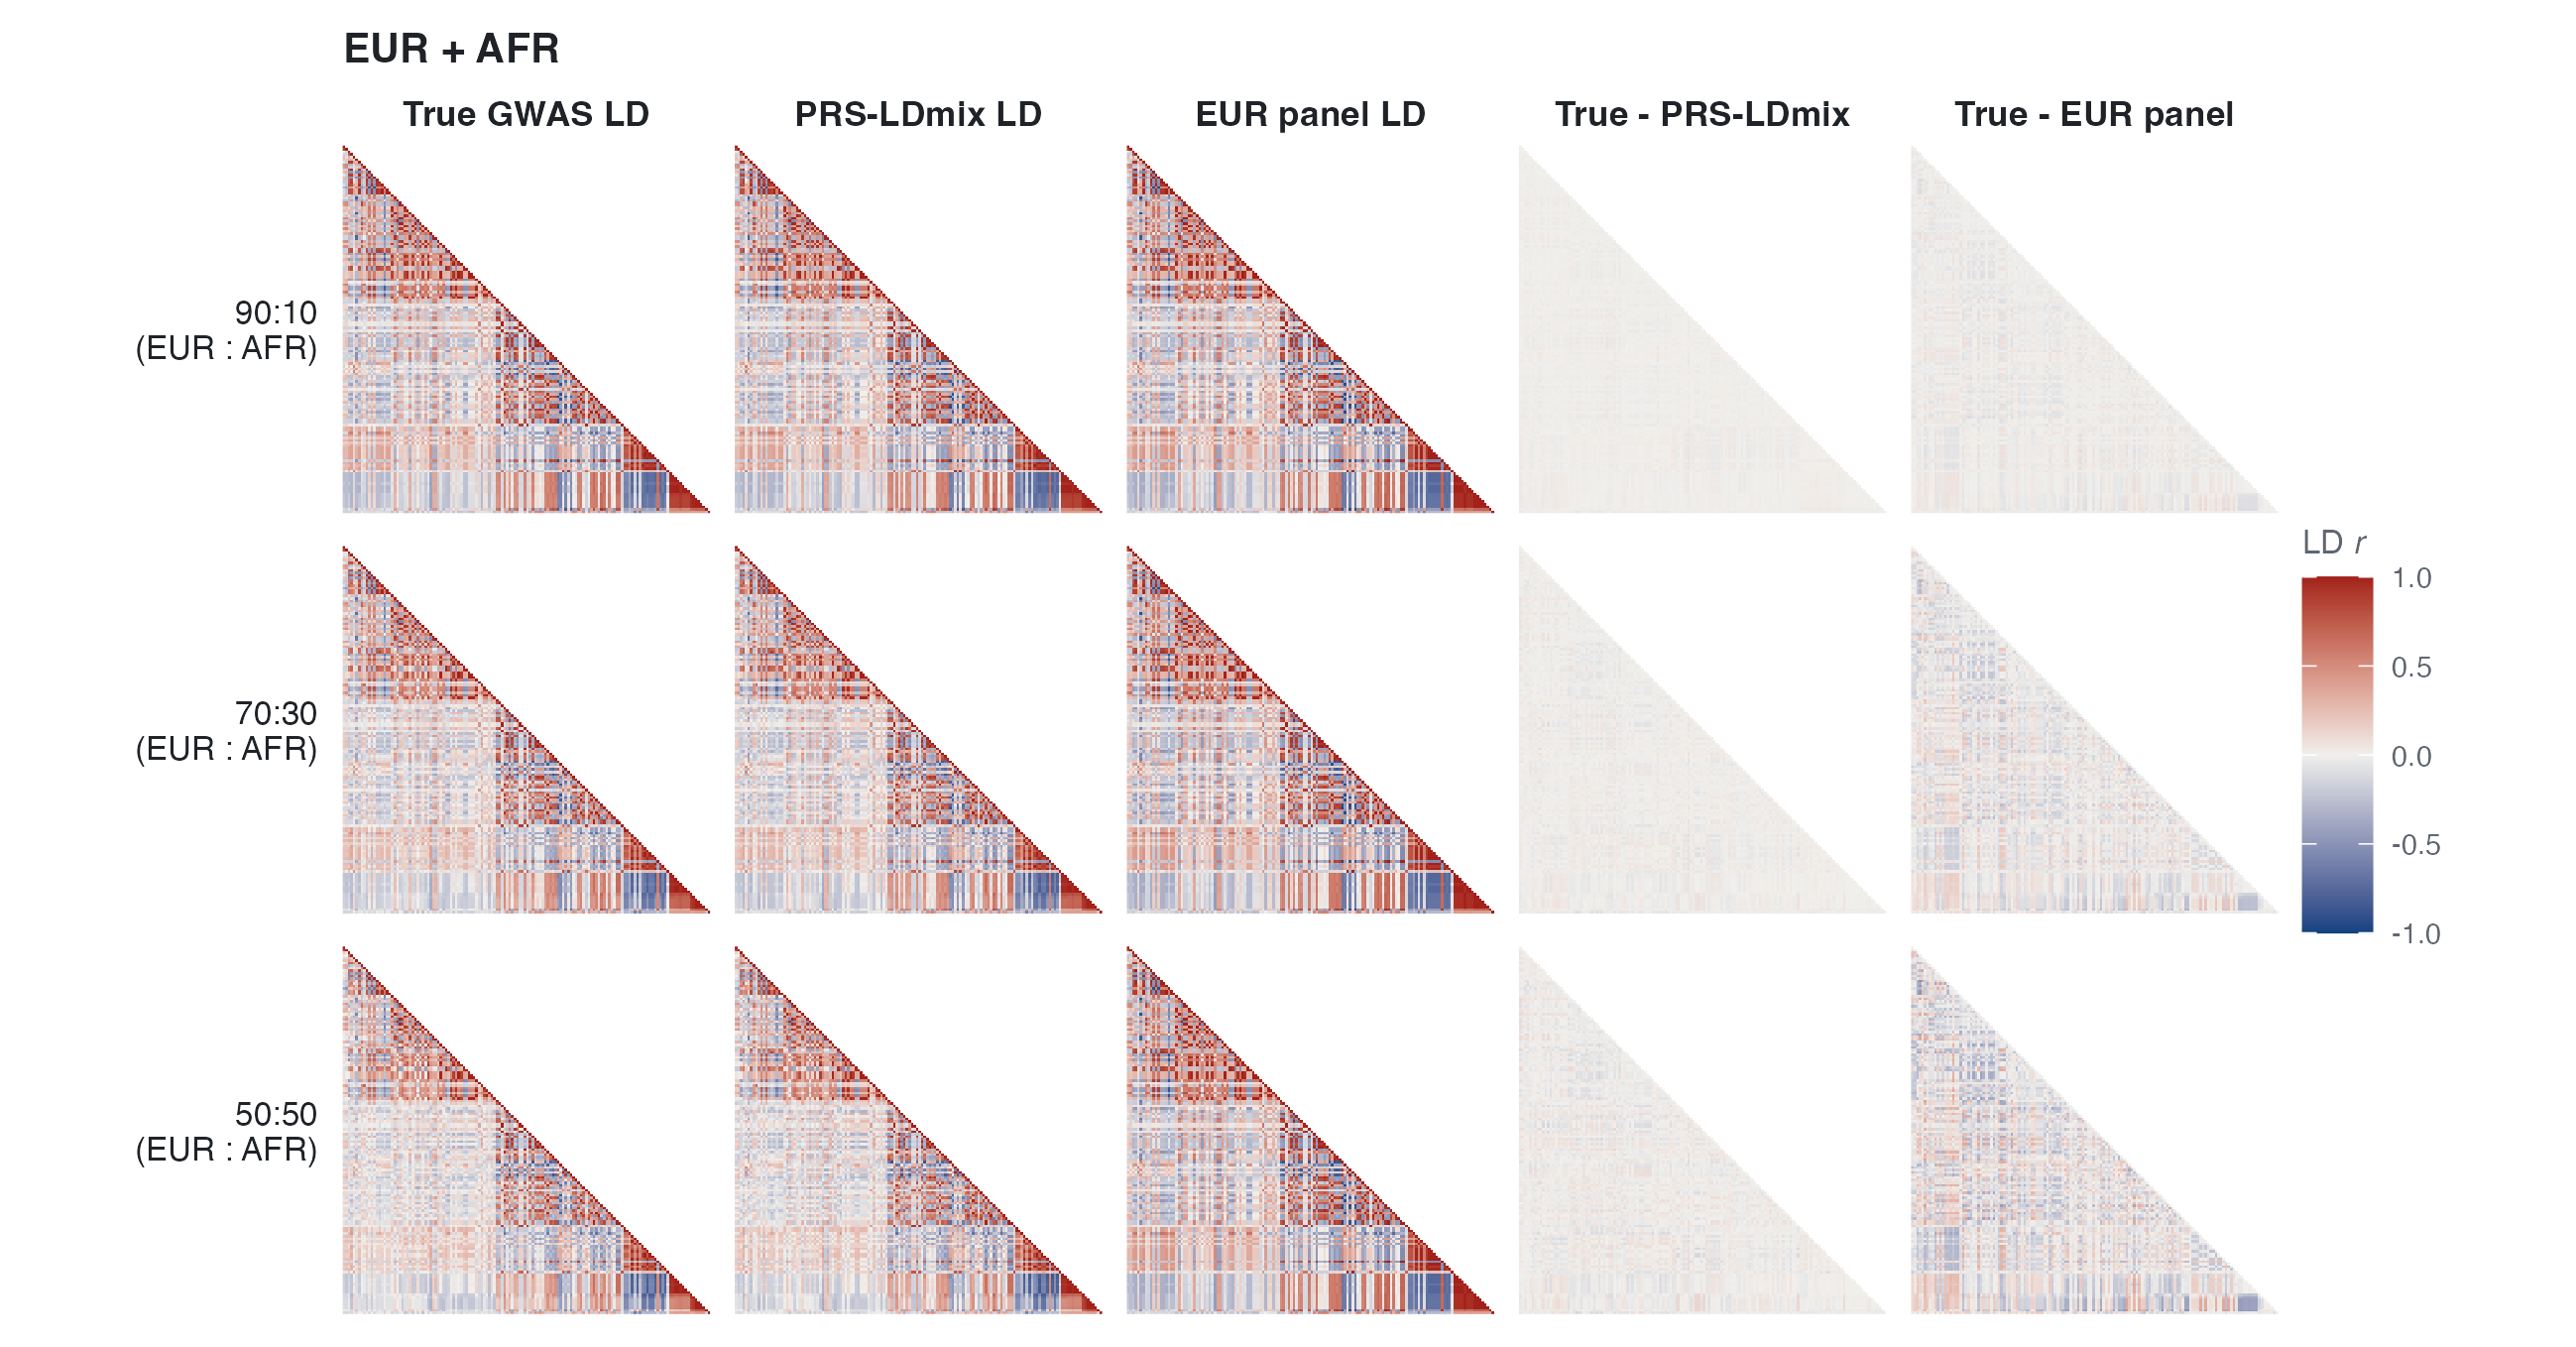 EUR + AFR
True GWAS LD
PRS-LDmix LD
EUR panel LD
True - PRS-LDmix
True - EUR panel
90:10
(EUR : AFR)
70:30
(EUR : AFR)
50:50
(EUR : AFR)
LD r
1.0
0.5
0.0
-0.5
-1.0